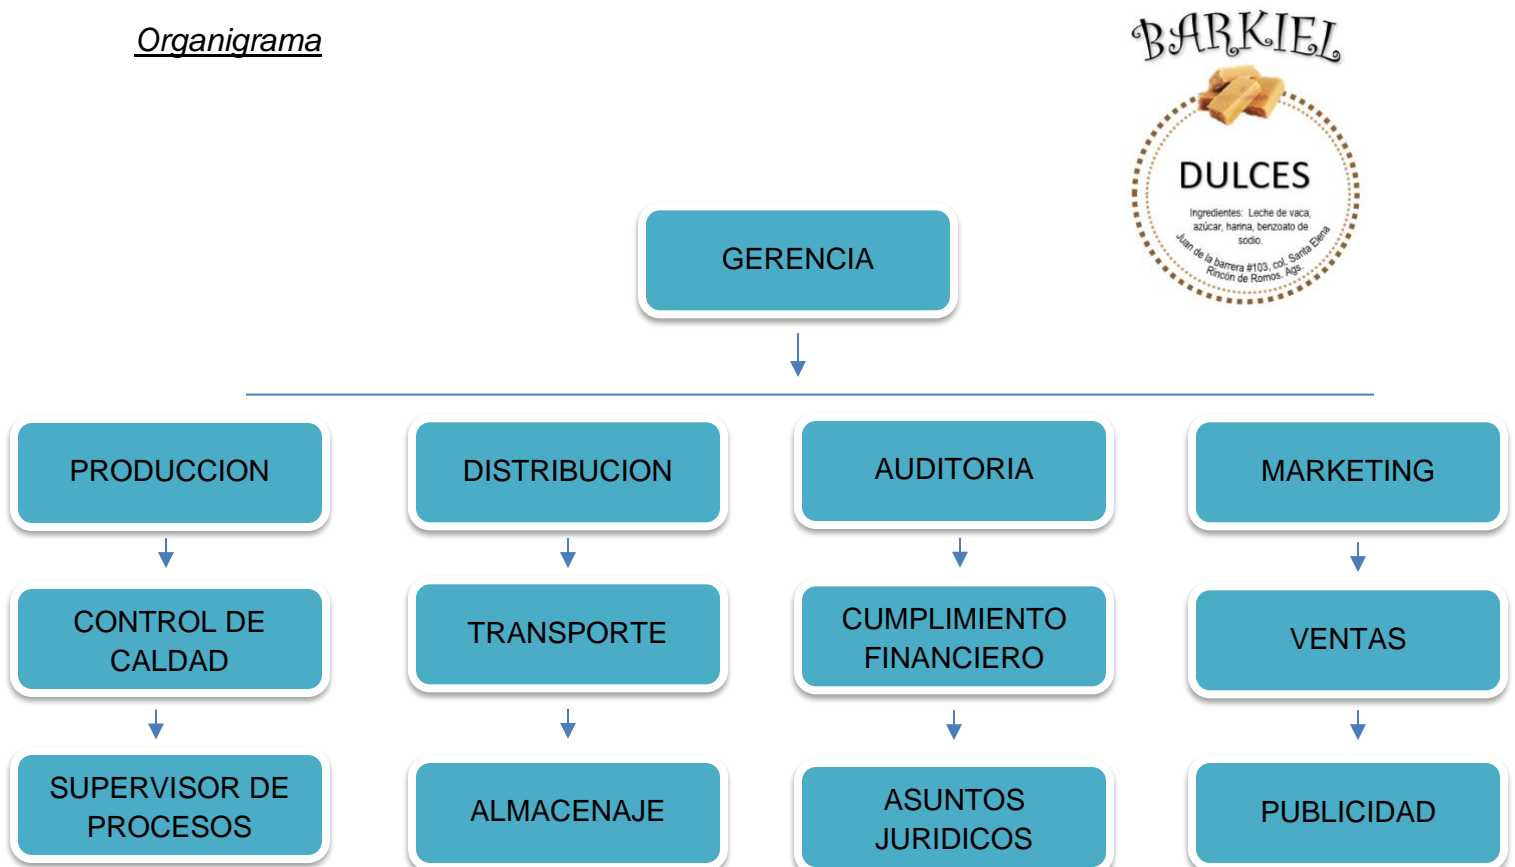 Organigrama
BARKIEL
DULCES
Ingredientes: Leche de vaca,
azúcar, harina, benzoato de
sodio.
Juan de la barrera #103, col. Santa Elena
Rincón de Romos. Ags.
GERENCIA
PRODUCCION
DISTRIBUCION
AUDITORIA
MARKETING
CONTROL DE
CALDAD
TRANSPORTE
CUMPLIMIENTO
FINANCIERO
VENTAS
SUPERVISOR DE
PROCESOS
ALMACENAJE
ASUNTOS
JURIDICOS
PUBLICIDAD